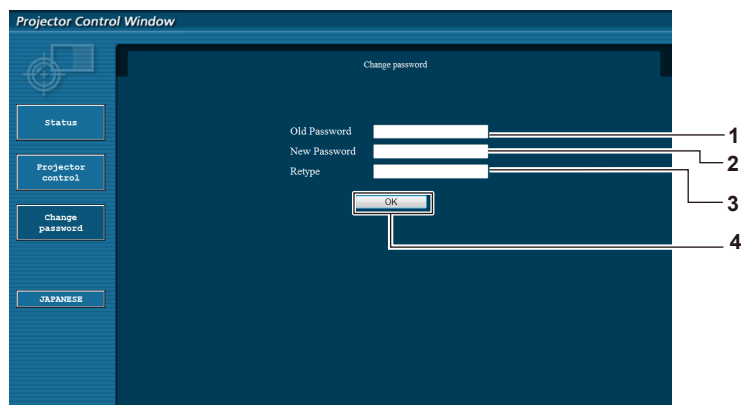 Projector Control Window
Change password
Status
Projector
control
Change
password
JAPANESE
Old Password
New Password
Retype
OK
1
2
3
4